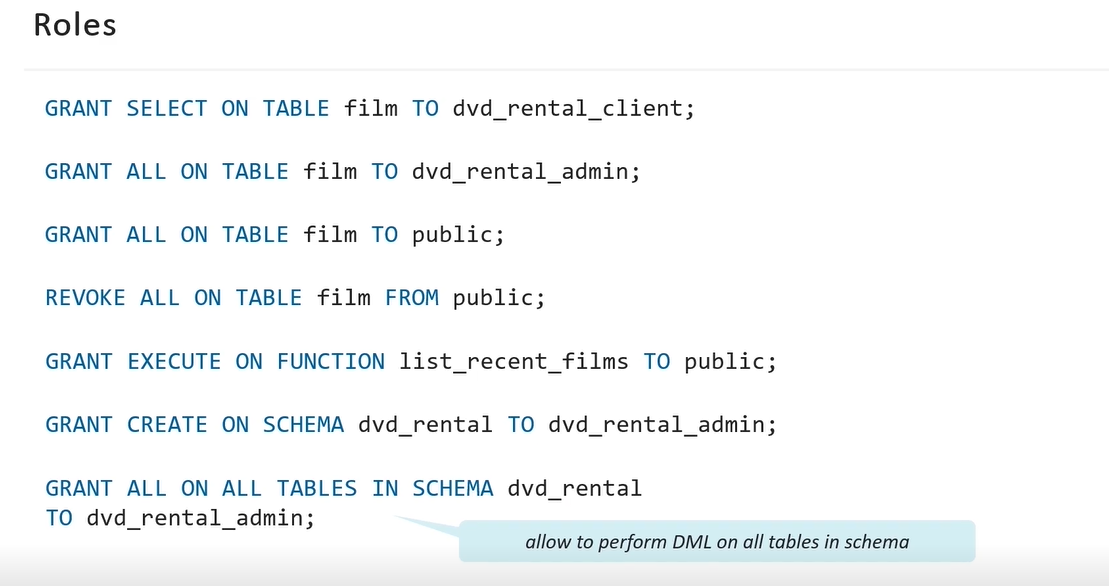 Roles
GRANT SELECT ON TABLE film TO dvd_rental_client;
GRANT ALL ON TABLE film TO dvd_rental_admin;
GRANT ALL ON TABLE film TO public;
REVOKE ALL ON TABLE film FROM public;
GRANT EXECUTE ON FUNCTION list_recent_films TO public;
GRANT CREATE ON SCHEMA dvd_rental TO dvd_rental_admin;
GRANT ALL ON ALL TABLES IN SCHEMA dvd_rental
TO dvd_rental_admin;
allow to perform DML on all tables in schema